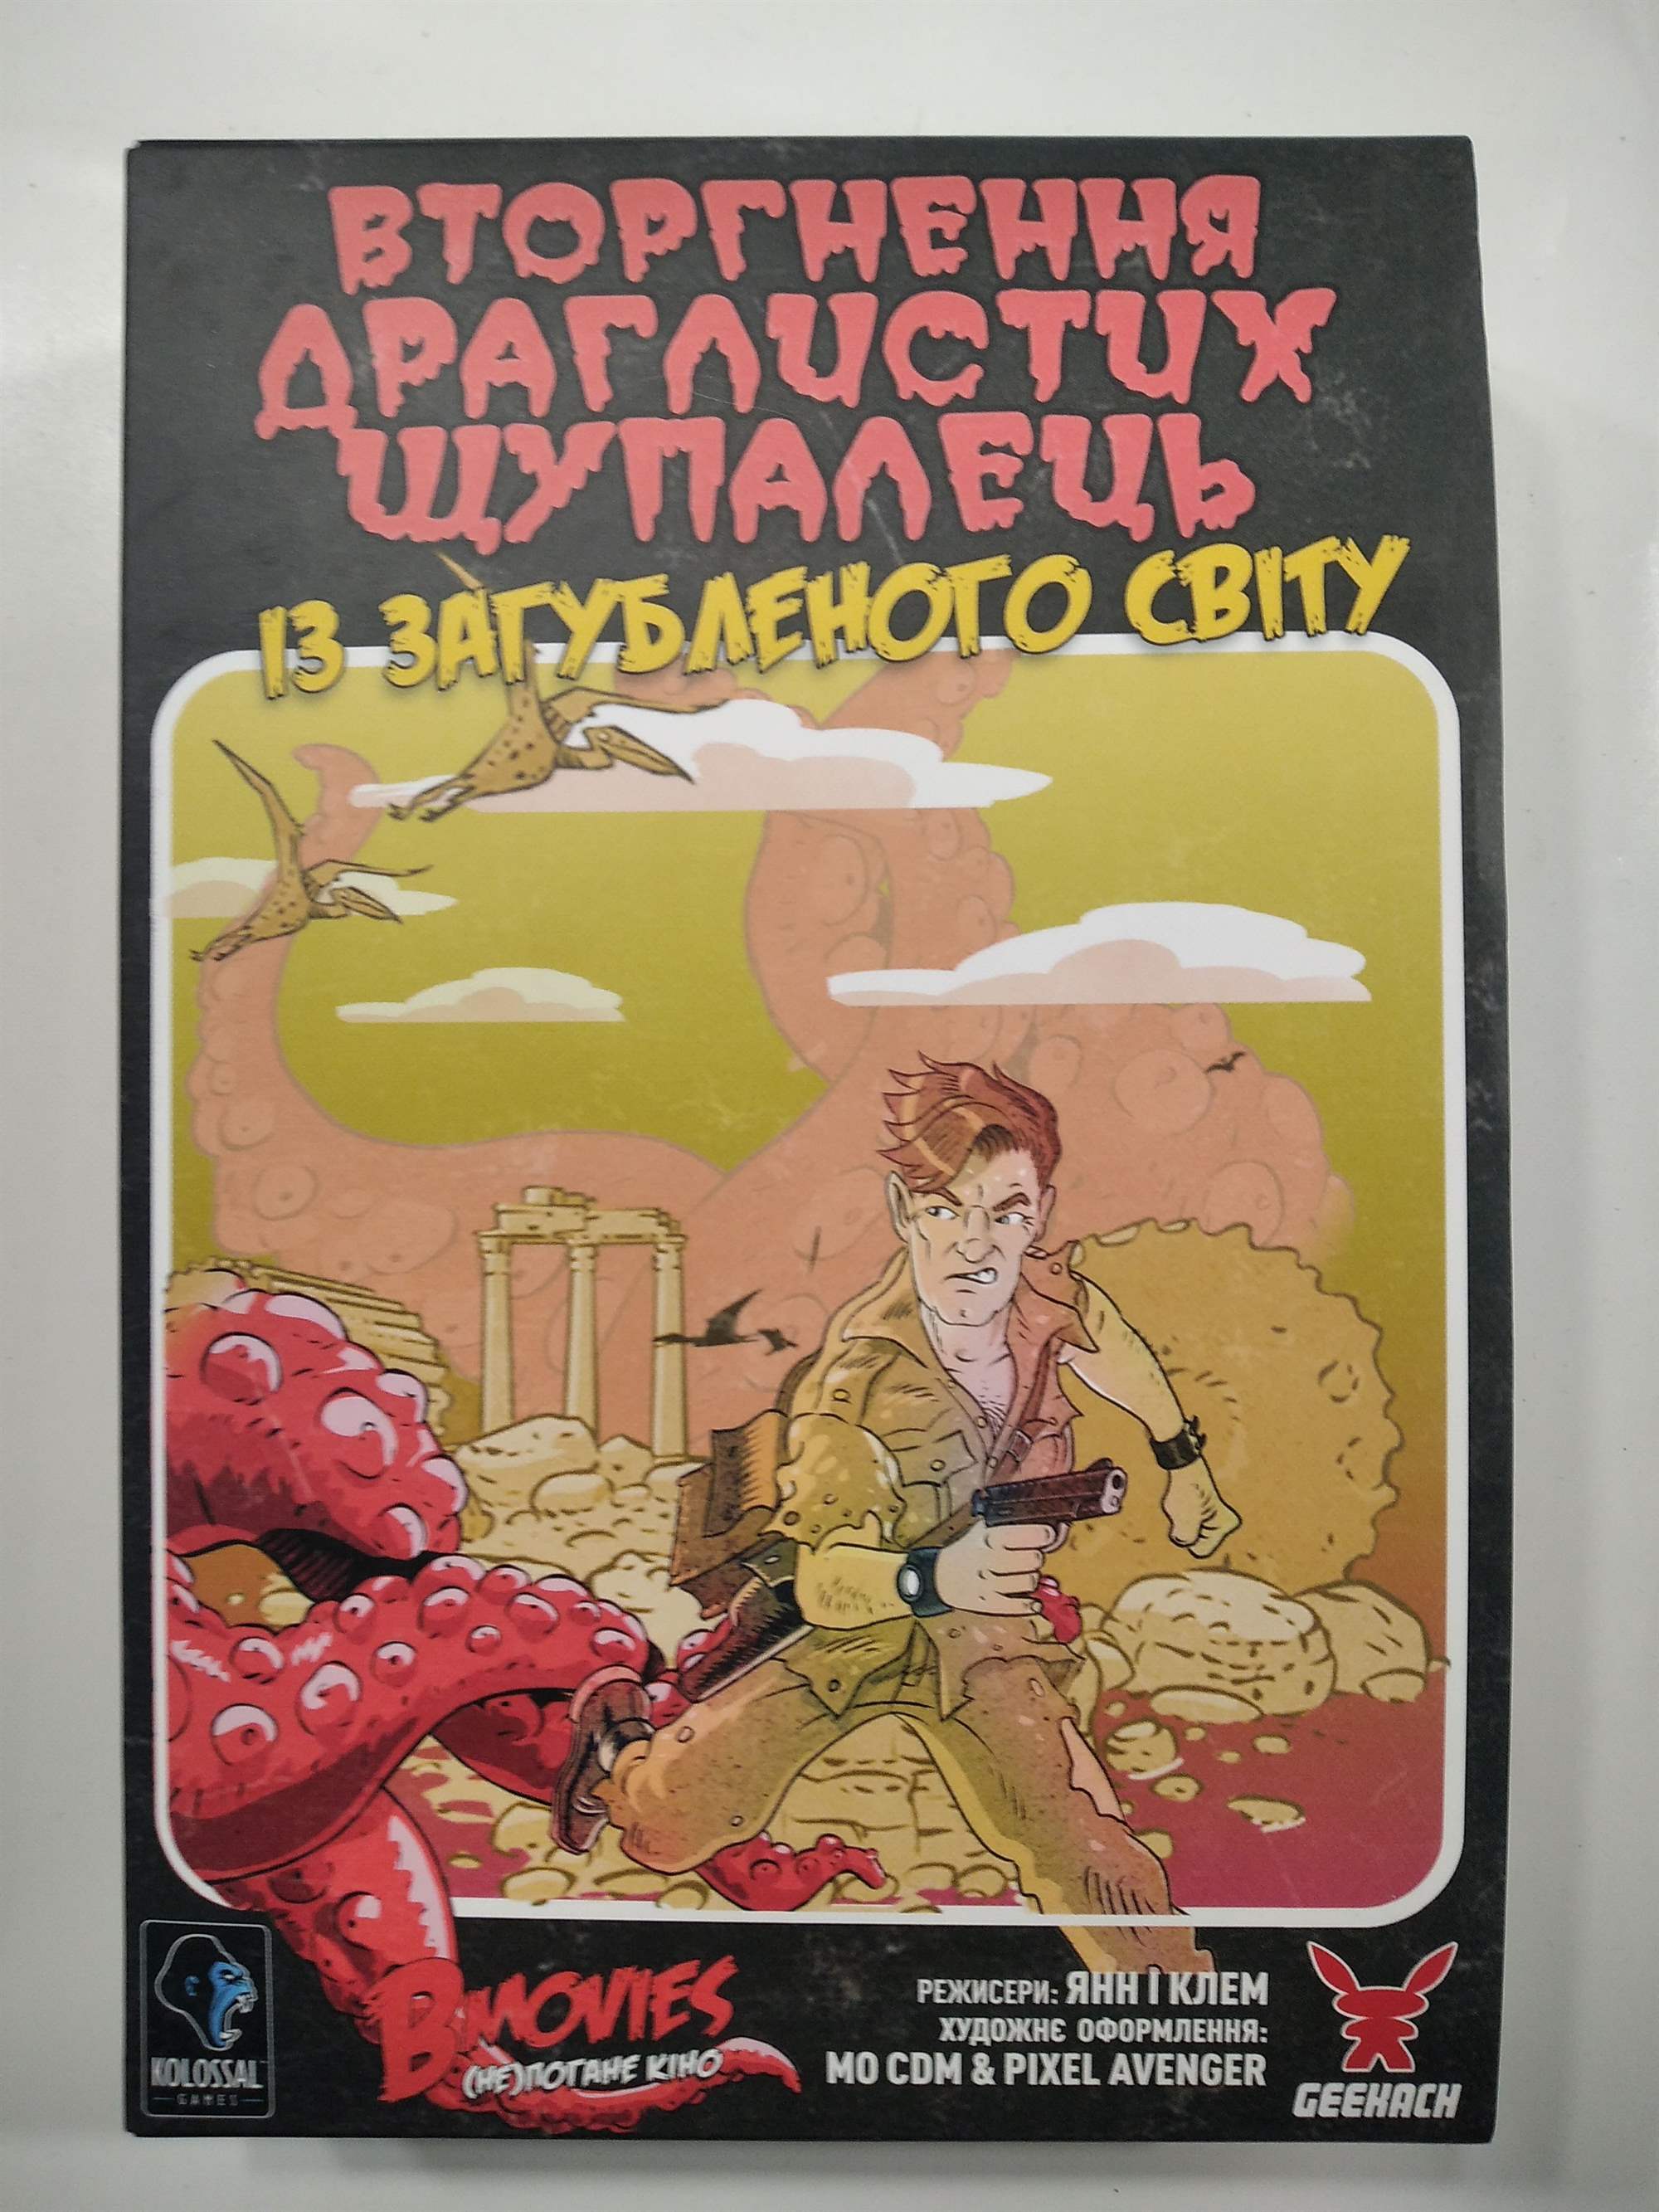 ВТОРГНЕННЯ
ДРАГЛИСТИХ
ЩУПАЛЕЦЬ
ІЗ ЗАГУБЛЕНОГО СВІТУ
KOLOSSAL
GAMES
B MOVIES
(НЕ)ПОГАНЕ КІНО
РЕЖИСЕРИ: ЯНН І КЛЕМ
ХУДОЖНЄ ОФОРМЛЕННЯ:
MO CDM & PIXEL AVENGER
GEEKACH